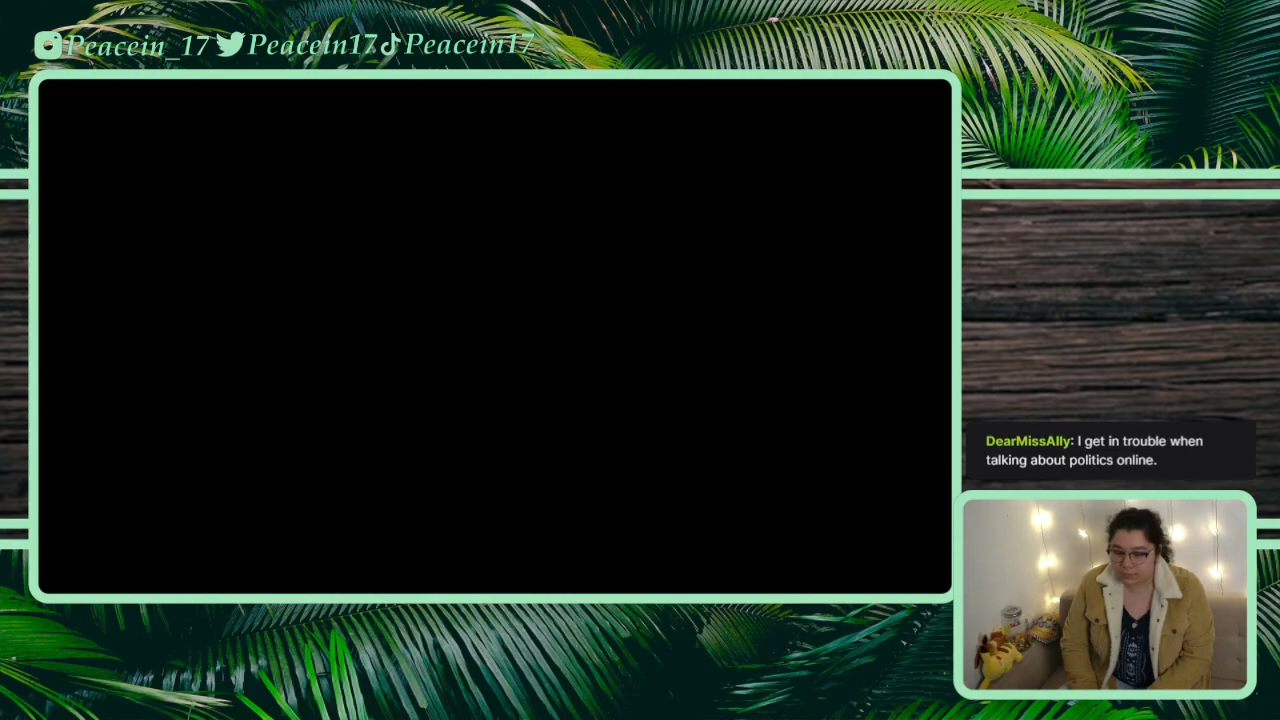 Peacein_17 Peacein17 Peacein17
DearMissAlly: I get in trouble when
talking about politics online.